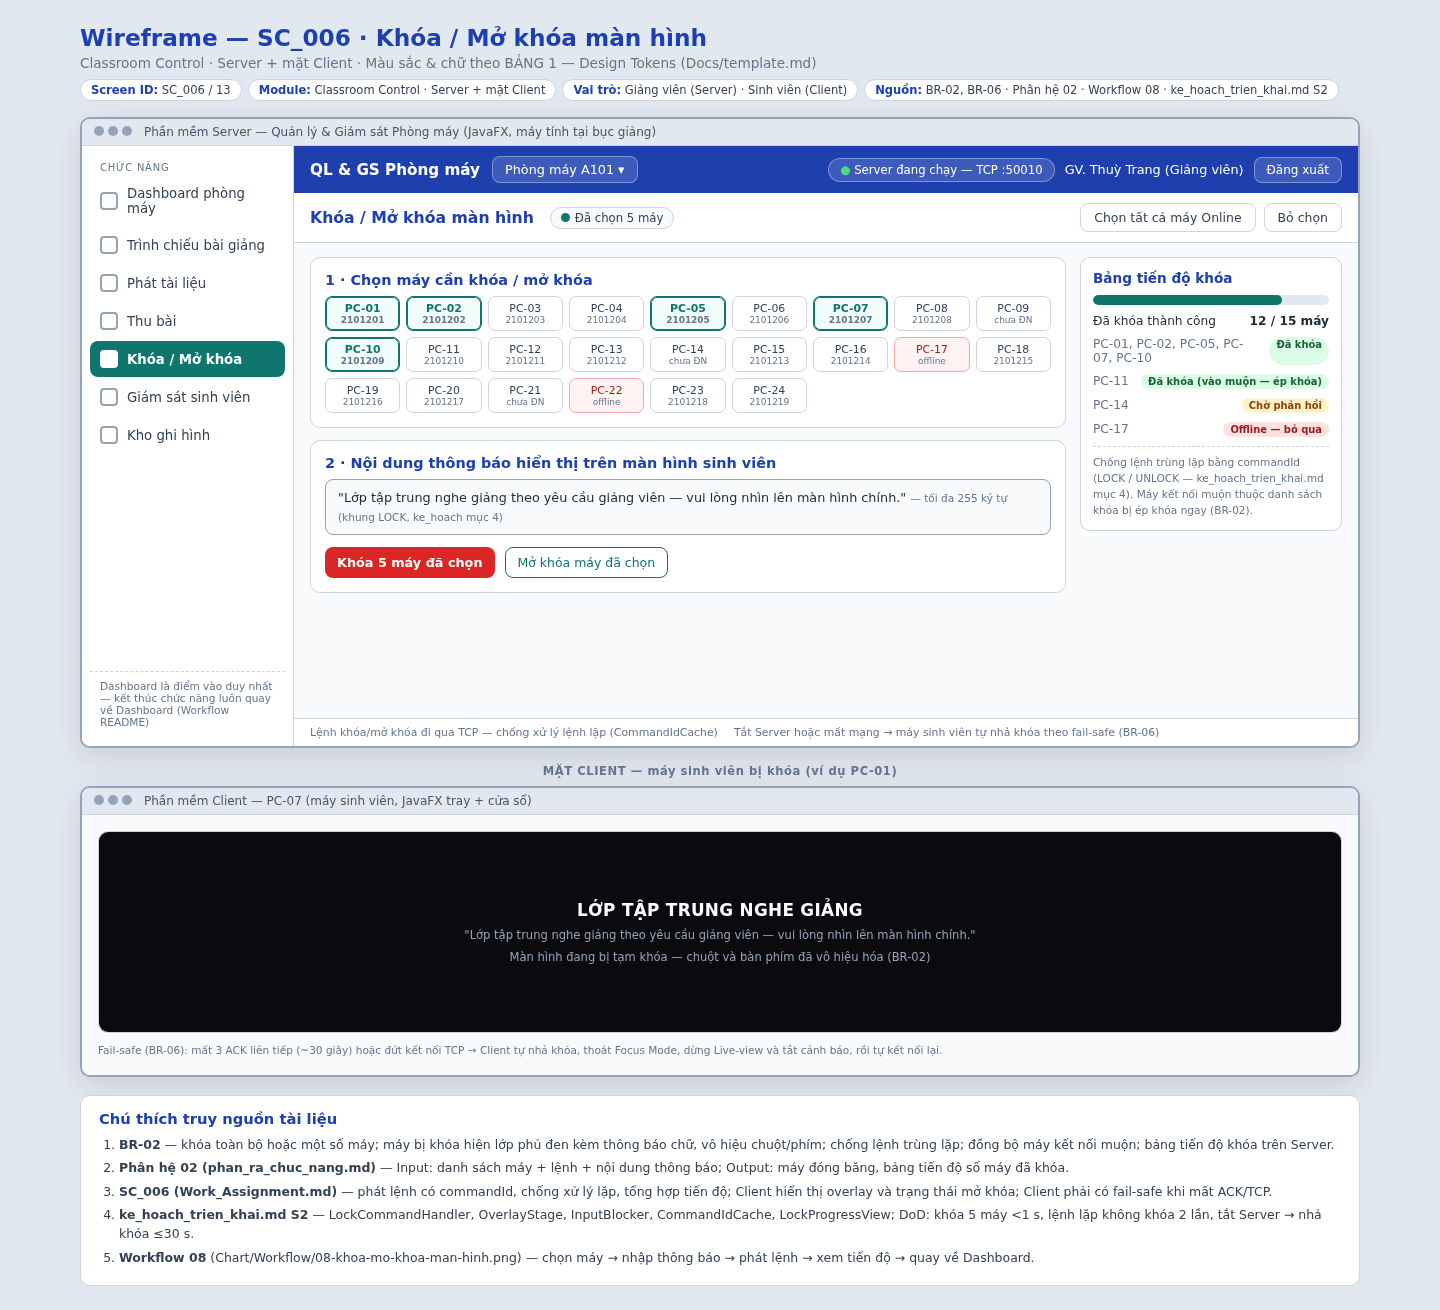 Wireframe — SC_006 · Khóa / Mở khóa màn hình
Classroom Control · Server + mặt Client · Màu sắc & chữ theo BẢNG 1 — Design Tokens (Docs/template.md)
Screen ID: SC_006 / 13
Module: Classroom Control · Server + mặt Client
Vai trò: Giảng viên (Server) · Sinh viên (Client)
Nguồn: BR-02, BR-06 · Phân hệ 02 · Workflow 08 · ke_hoach_trien_khai.md S2
Phần mềm Server — Quản lý & Giám sát Phòng máy (JavaFX, máy tính tại bục giảng)
CHỨC NĂNG
Dashboard phòng
máy
Trình chiếu bài giảng
Phát tài liệu
Thu bài
Khóa / Mở khóa
Giám sát sinh viên
Kho ghi hình
Dashboard là điểm vào duy nhất
— kết thúc chức năng luôn quay
về Dashboard (Workflow
README)
QL & GS Phòng máy
Phòng máy A101 ▾
Server đang chạy — TCP :50010
GV. Thuỳ Trang (Giảng viên)
Đăng xuất
Khóa / Mở khóa màn hình
Đã chọn 5 máy
Chọn tất cả máy Online
Bỏ chọn
1 · Chọn máy cần khóa / mở khóa
PC-01
2101201
PC-02
2101202
PC-03
2101203
PC-04
2101204
PC-05
2101205
PC-06
2101206
PC-07
2101207
PC-08
2101208
PC-09
chưa ĐN
PC-10
2101209
PC-11
2101210
PC-12
2101211
PC-13
2101212
PC-14
chưa ĐN
PC-15
2101213
PC-16
2101214
PC-17
offline
PC-18
2101215
PC-19
2101216
PC-20
2101217
PC-21
chưa ĐN
PC-22
offline
PC-23
2101218
PC-24
2101219
2 · Nội dung thông báo hiển thị trên màn hình sinh viên
"Lớp tập trung nghe giảng theo yêu cầu giảng viên — vui lòng nhìn lên màn hình chính." — tối đa 255 ký tự
(khung LOCK, ke_hoach mục 4)
Khóa 5 máy đã chọn
Mở khóa máy đã chọn
Bảng tiến độ khóa
Đã khóa thành công 12 / 15 máy
PC-01, PC-02, PC-05, PC-
07, PC-10
Đã khóa
PC-11 Đã khóa (vào muộn — ép khóa)
PC-14 Chờ phản hồi
PC-17 Offline — bỏ qua
Chống lệnh trùng lặp bằng commandId
(LOCK / UNLOCK — ke_hoach_trien_khai.md
mục 4). Máy kết nối muộn thuộc danh sách
khóa bị ép khóa ngay (BR-02).
Lệnh khóa/mở khóa đi qua TCP — chống xử lý lệnh lặp (CommandIdCache)
Tắt Server hoặc mất mạng → máy sinh viên tự nhả khóa theo fail-safe (BR-06)
MẶT CLIENT — máy sinh viên bị khóa (ví dụ PC-01)
Phần mềm Client — PC-07 (máy sinh viên, JavaFX tray + cửa sổ)
LỚP TẬP TRUNG NGHE GIẢNG
"Lớp tập trung nghe giảng theo yêu cầu giảng viên — vui lòng nhìn lên màn hình chính."
Màn hình đang bị tạm khóa — chuột và bàn phím đã vô hiệu hóa (BR-02)
Fail-safe (BR-06): mất 3 ACK liên tiếp (~30 giây) hoặc đứt kết nối TCP → Client tự nhả khóa, thoát Focus Mode, dừng Live-view và tắt cảnh báo, rồi tự kết nối lại.
Chú thích truy nguồn tài liệu
1. BR-02 — khóa toàn bộ hoặc một số máy; máy bị khóa hiện lớp phủ đen kèm thông báo chữ, vô hiệu chuột/phím; chống lệnh trùng lặp; đồng bộ máy kết nối muộn; bảng tiến độ khóa trên Server.
2. Phân hệ 02 (phan_ra_chuc_nang.md) — Input: danh sách máy + lệnh + nội dung thông báo; Output: máy đóng băng, bảng tiến độ số máy đã khóa.
3. SC_006 (Work_Assignment.md) — phát lệnh có commandId, chống xử lý lặp, tổng hợp tiến độ; Client hiển thị overlay và trạng thái mở khóa; Client phải có fail-safe khi mất ACK/TCP.
4. ke_hoach_trien_khai.md S2 — LockCommandHandler, OverlayStage, InputBlocker, CommandIdCache, LockProgressView; DoD: khóa 5 máy <1 s, lệnh lặp không khóa 2 lần, tắt Server → nhả
khóa ≤30 s.
5. Workflow 08 (Chart/Workflow/08-khoa-mo-khoa-man-hinh.png) — chọn máy → nhập thông báo → phát lệnh → xem tiến độ → quay về Dashboard.